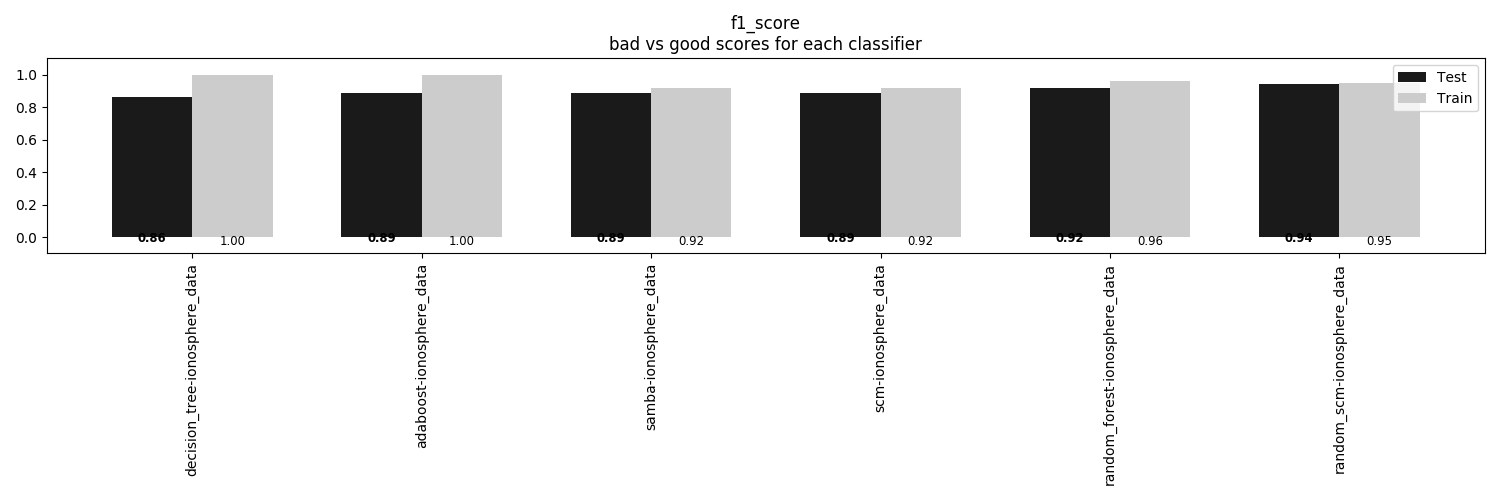 f1_score
bad vs good scores for each classifier
Test
Train
1.0
0.8
0.6
0.4
0.2
0.0
0.86 1.00 0.89 1.00 0.89 0.92 0.89 0.92 0.92 0.96 0.94 0.95
decision_tree-ionosphere_data
adaboost-ionosphere_data
samba-ionosphere_data
scm-ionosphere_data
random_forest-ionosphere_data
random_scm-ionosphere_data